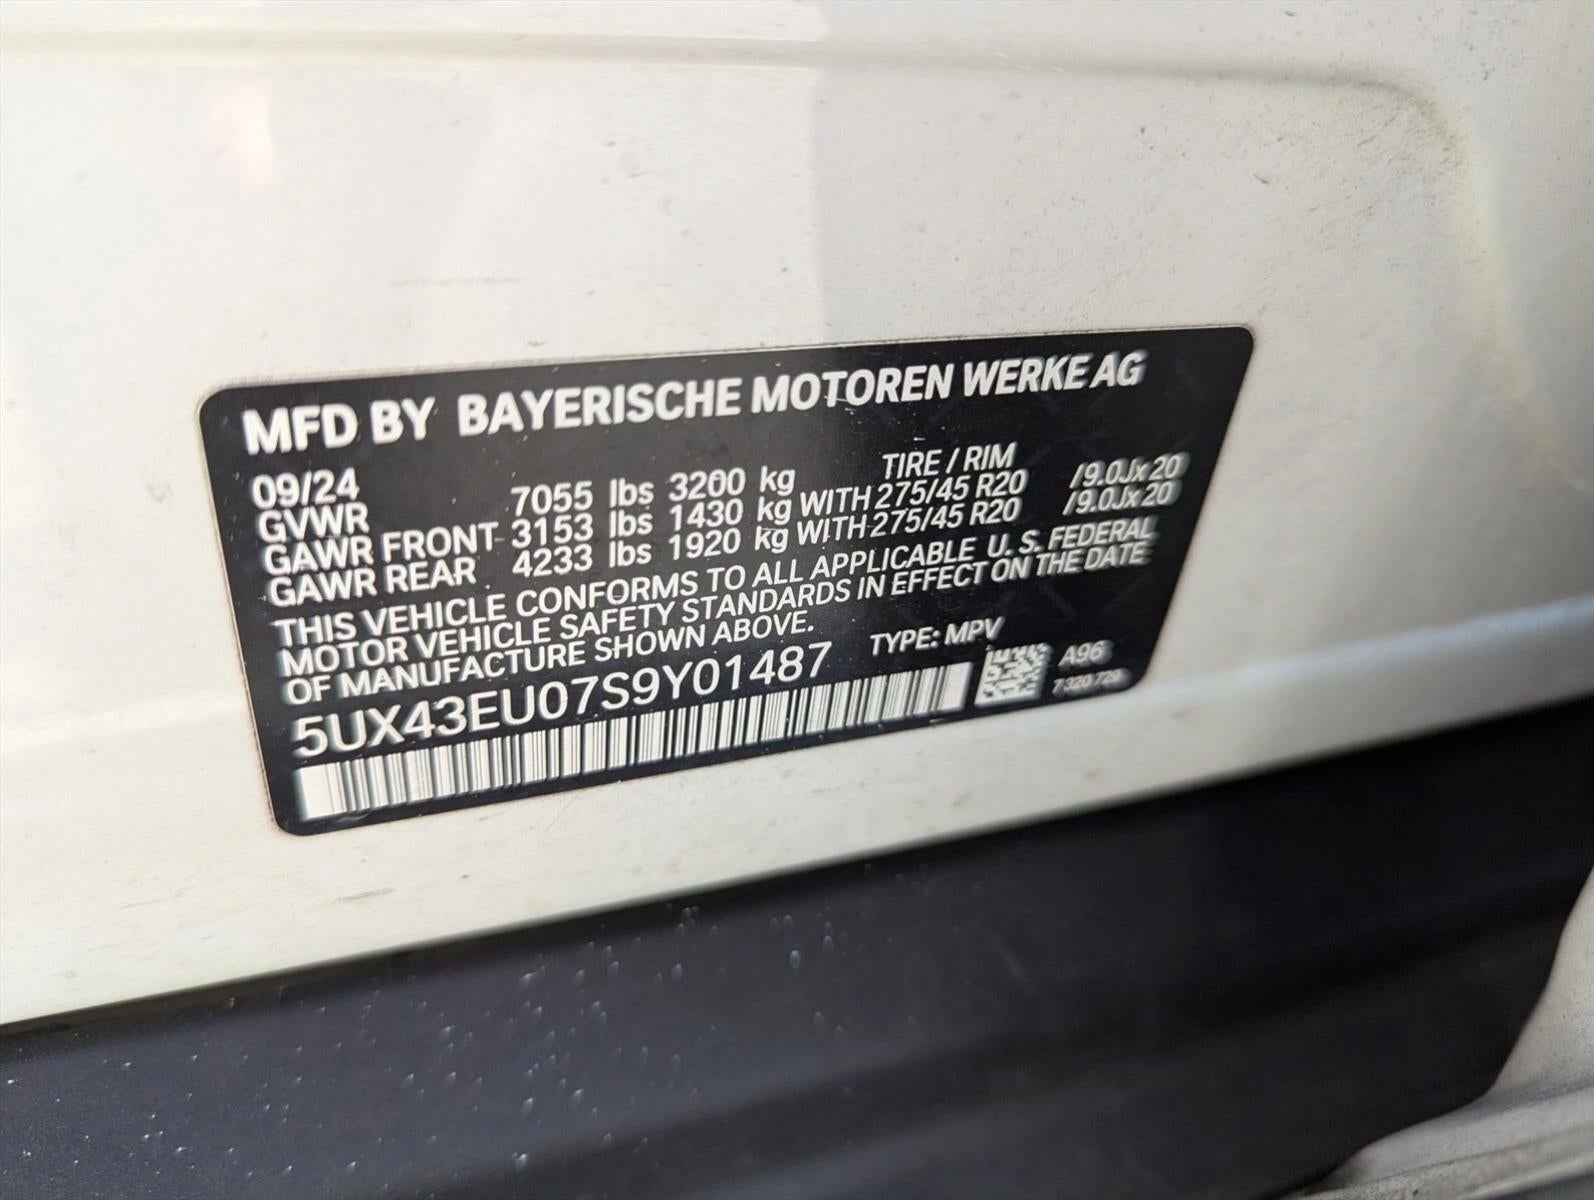 MFD BY BAYERISCHE MOTOREN WERKE AG
09/24 TIRE / RIM
GVWR 7055 lbs 3200 kg
GAWR FRONT 3153 lbs 1430 kg WITH 275/45 R20 /9.0Jx20
GAWR REAR 4233 lbs 1920 kg WITH 275/45 R20 /9.0Jx20
THIS VEHICLE CONFORMS TO ALL APPLICABLE U.S. FEDERAL
MOTOR VEHICLE SAFETY STANDARDS IN EFFECT ON THE DATE
OF MANUFACTURE SHOWN ABOVE.
TYPE: MPV
5UX43EU07S9Y01487
A96
7 320 729